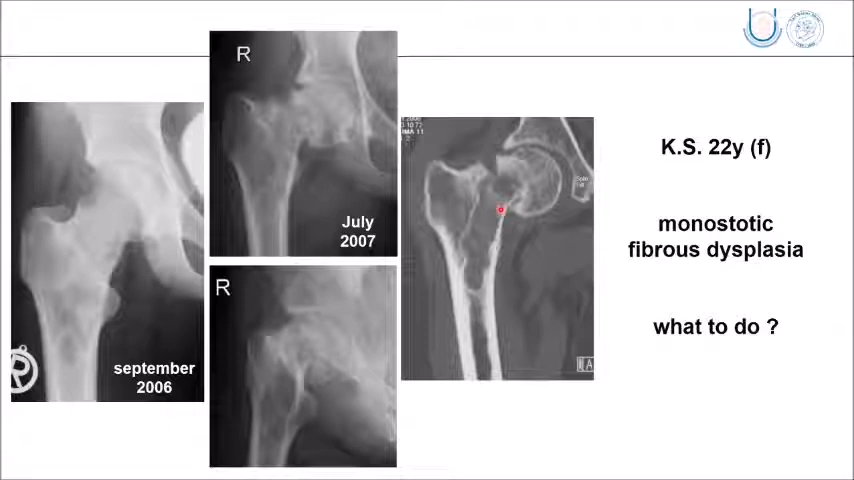 R
July
2007
R
september
2006
R
K.S. 22y (f)
monostotic
fibrous dysplasia
what to do ?